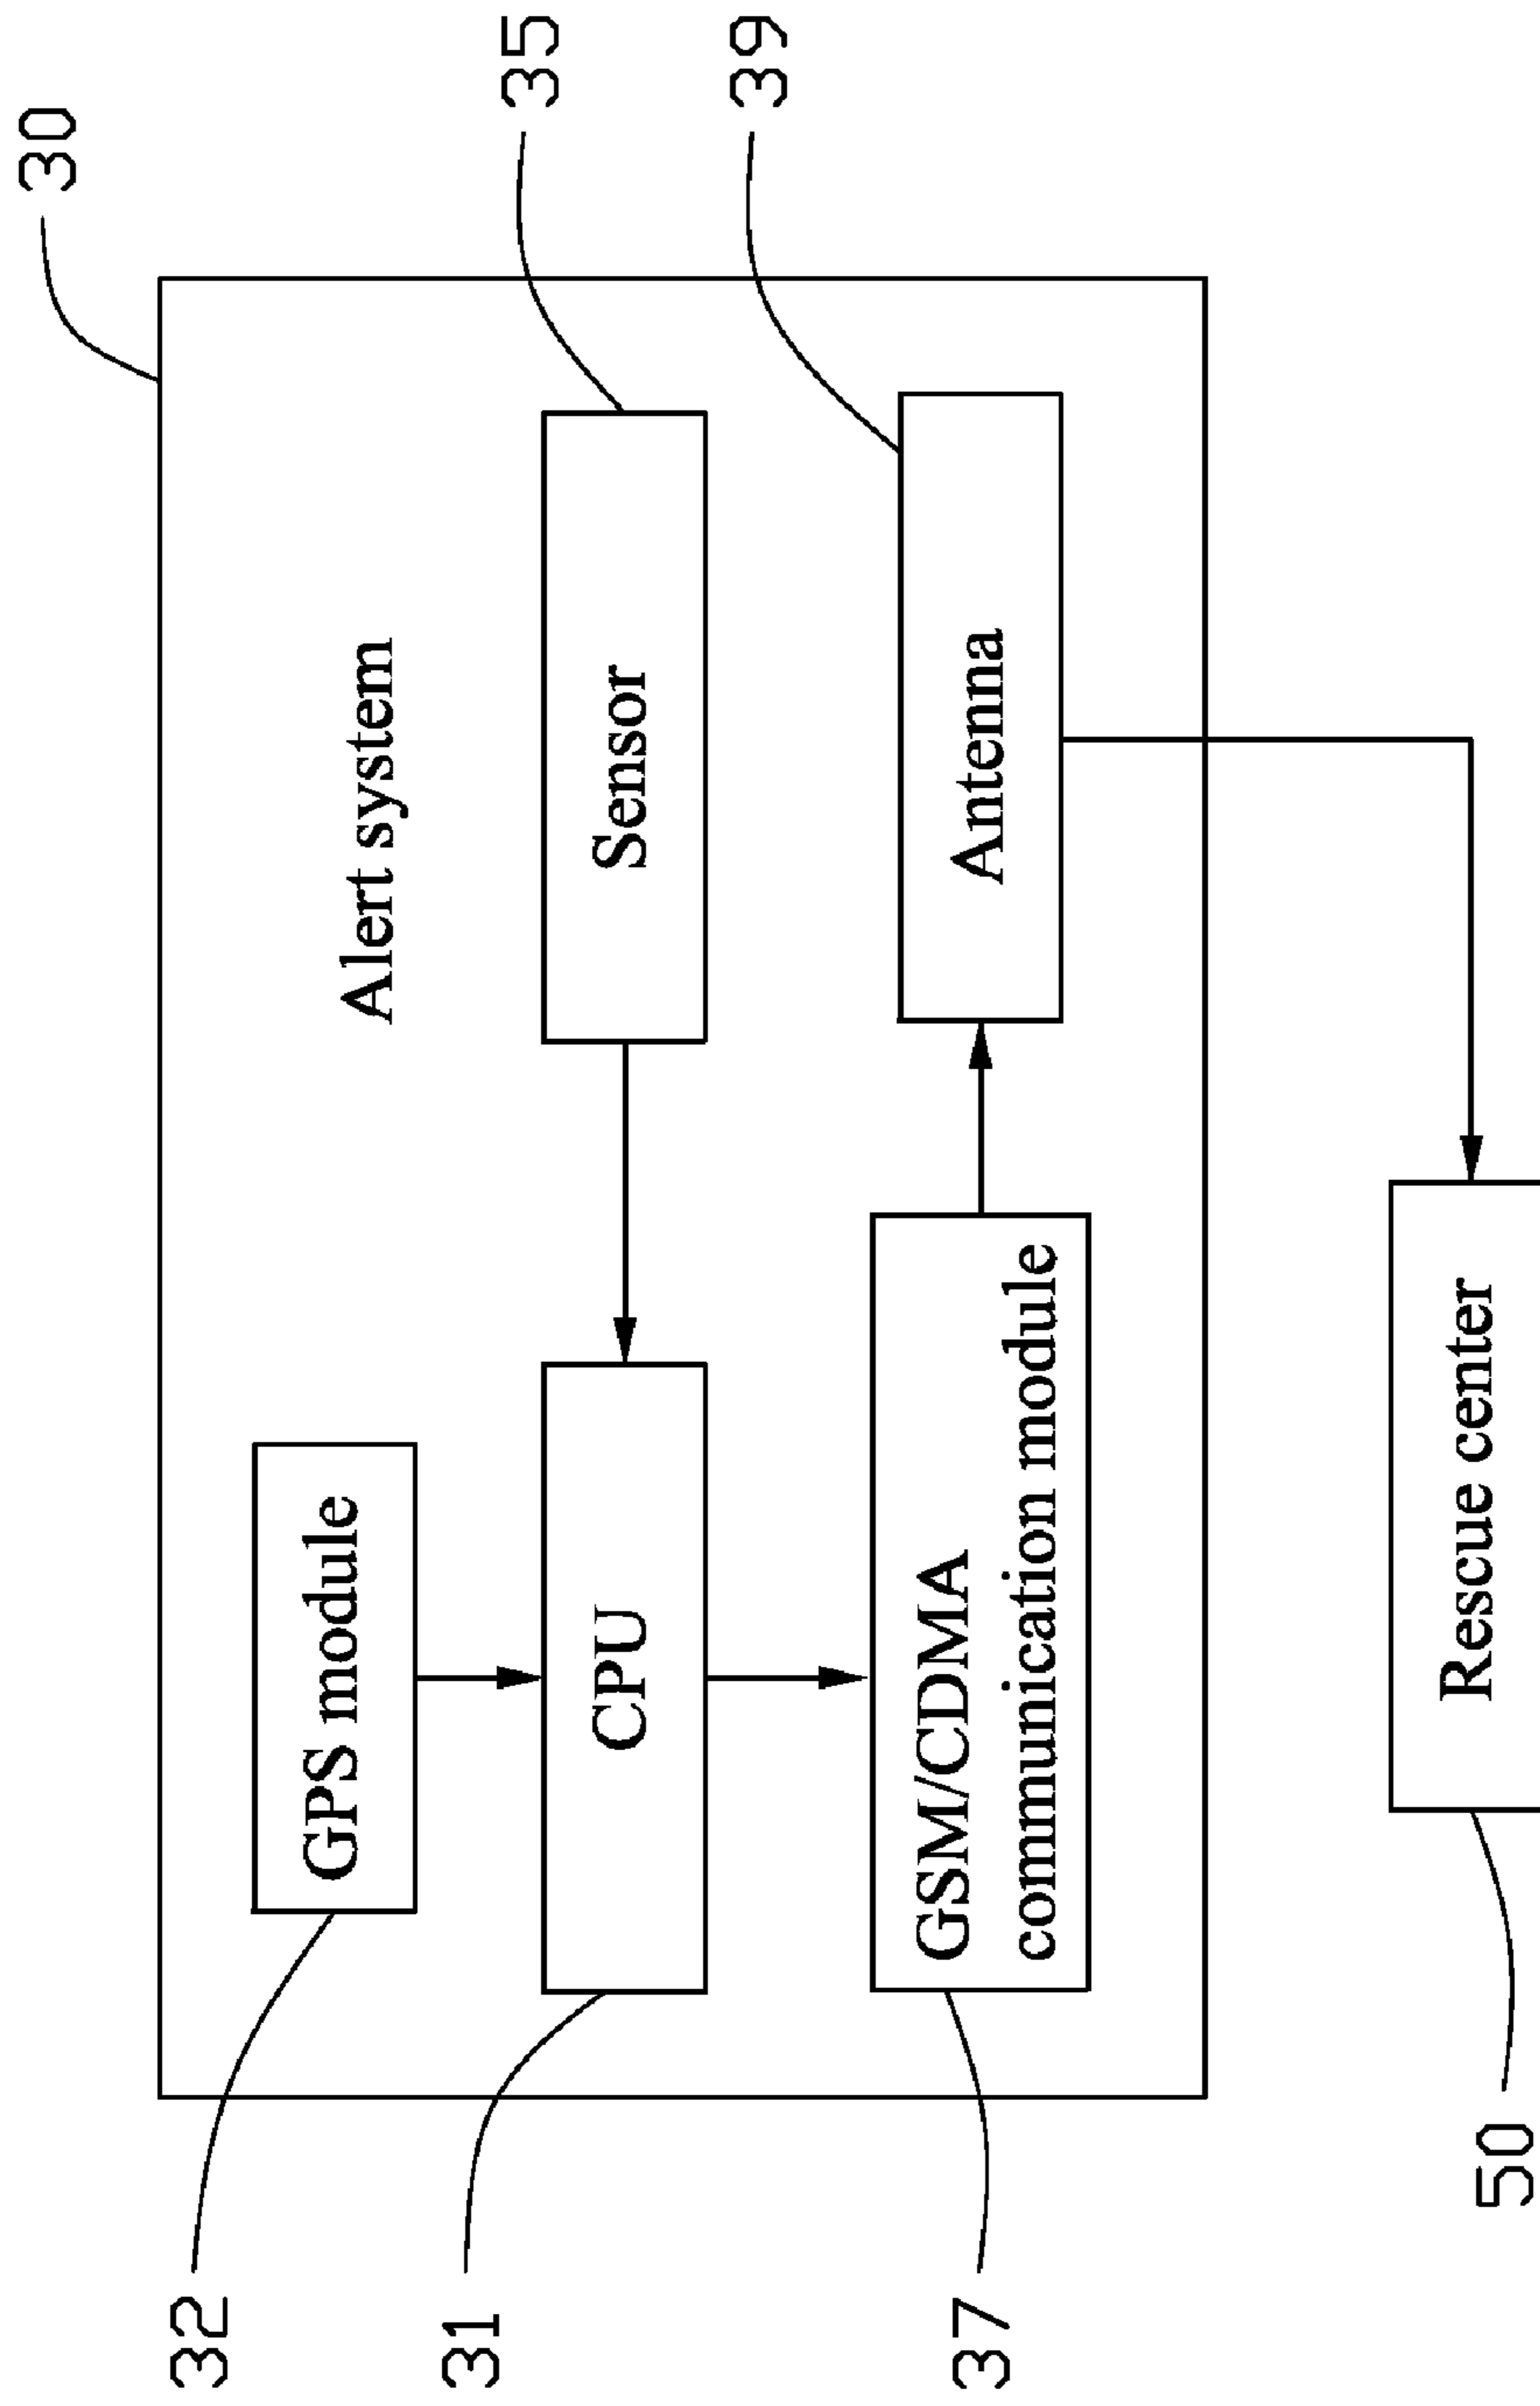 30
Alert system
32
GPS module
35
Sensor
31
CPU
39
Antenna
37
GSM/CDMA
communication module
50
Rescue center